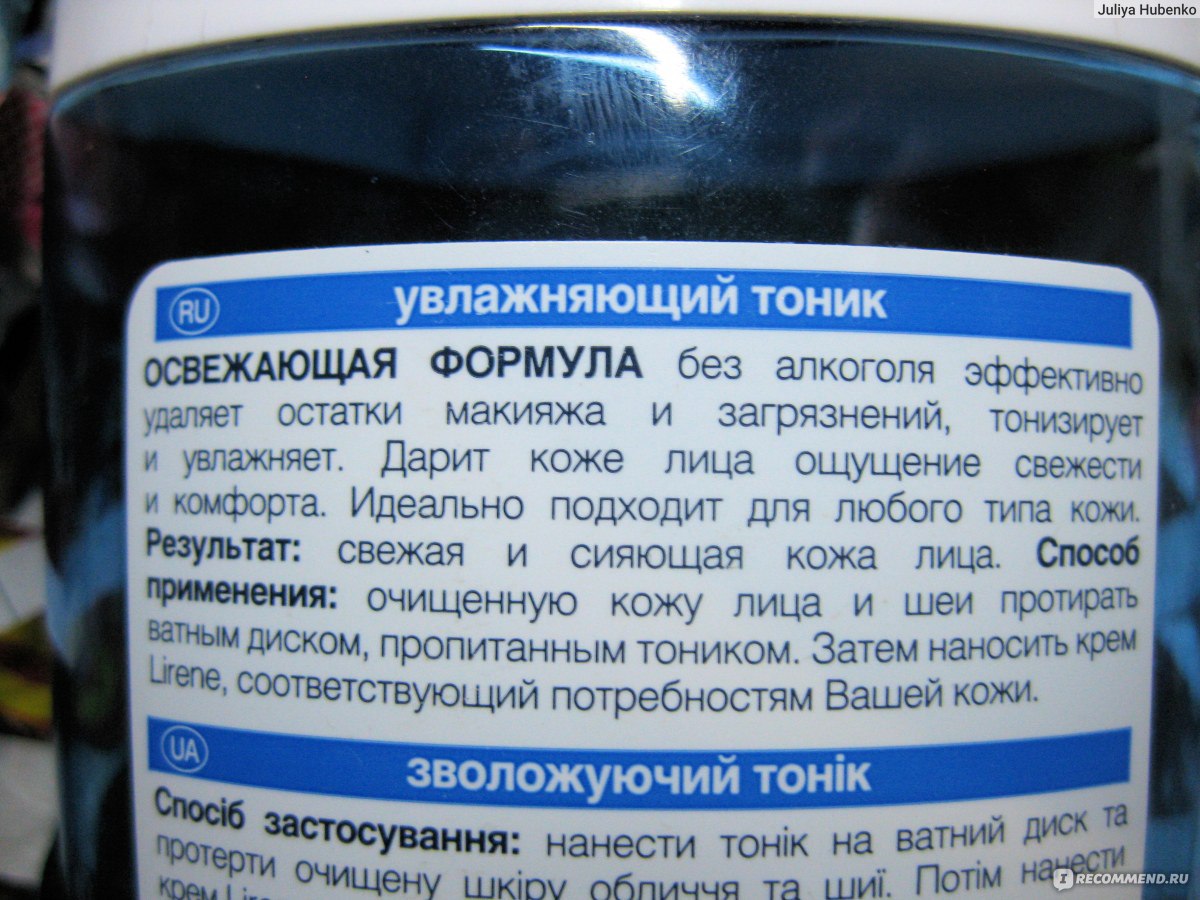 Juliya Hubenko
RU
увлажняющий тоник
ОСВЕЖАЮЩАЯ ФОРМУЛА без алкоголя эффективно
удаляет остатки макияжа и загрязнений, тонизирует
и увлажняет. Дарит коже лица ощущение свежести
и комфорта. Идеально подходит для любого типа кожи.
Результат: свежая и сияющая кожа лица. Способ
применения: очищенную кожу лица и шеи протирать
ватным диском, пропитанным тоником. Затем наносить крем
Lirene, соответствующий потребностям Вашей кожи.
UA
зволожуючий тонік
Спосіб застосування: нанести тонік на ватний диск та
протерти очищену шкіру обличчя та шиї. Потім нанести
крем
I RECOMMEND.RU